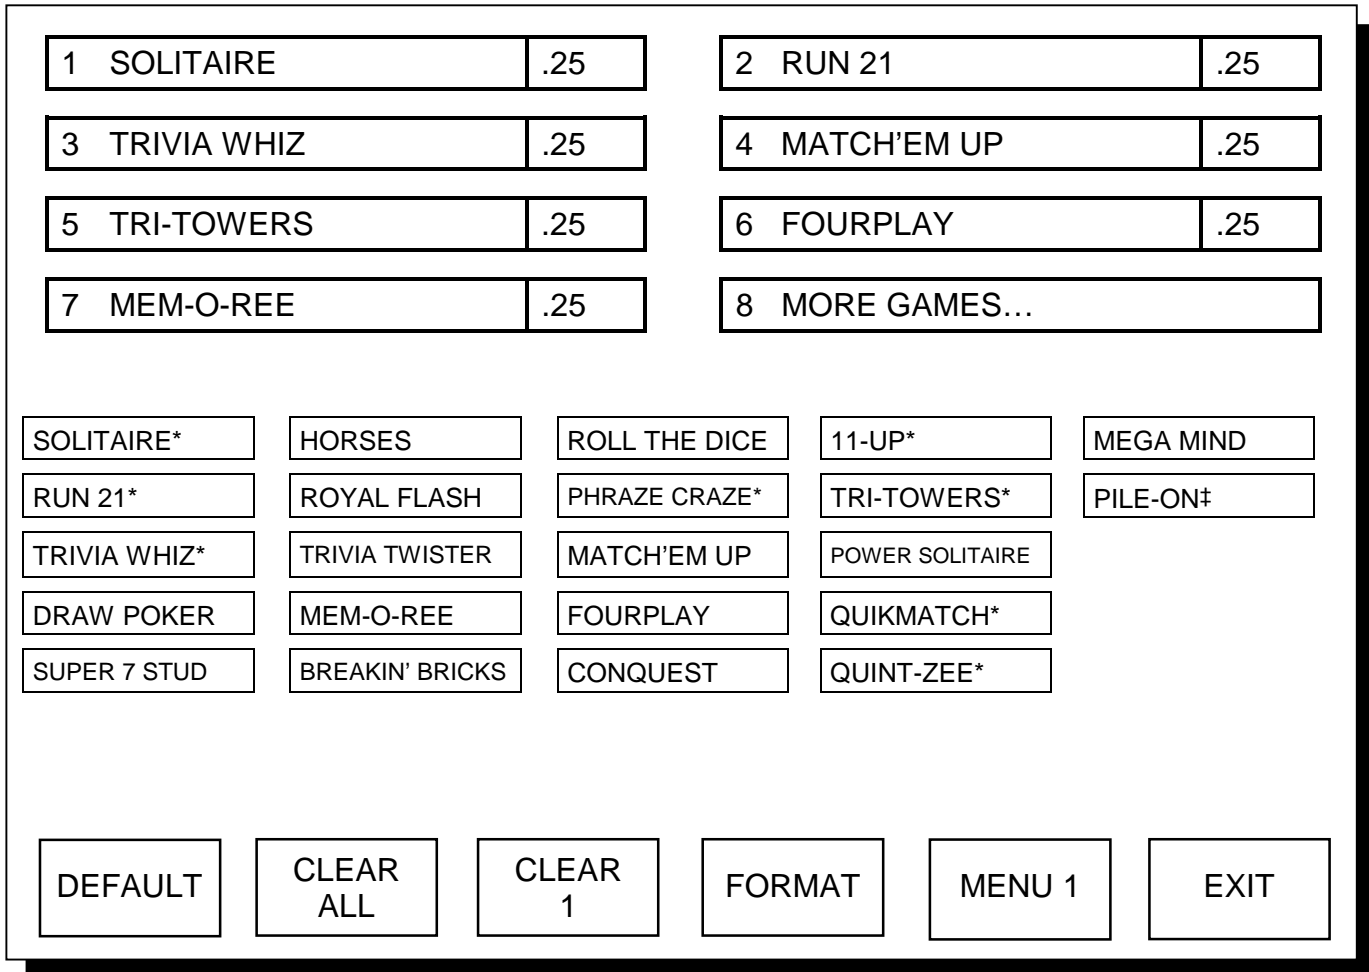 1 SOLITAIRE .25 2 RUN 21 .25
3 TRIVIA WHIZ .25 4 MATCH’EM UP .25
5 TRI-TOWERS .25 6 FOURPLAY .25
7 MEM-O-REE .25 8 MORE GAMES…
SOLITAIRE* HORSES ROLL THE DICE 11-UP* MEGA MIND
RUN 21* ROYAL FLASH PHRAZE CRAZE* TRI-TOWERS* PILE-ON‡
TRIVIA WHIZ* TRIVIA TWISTER MATCH’EM UP POWER SOLITAIRE
DRAW POKER MEM-O-REE FOURPLAY QUIKMATCH*
SUPER 7 STUD BREAKIN’ BRICKS CONQUEST QUINT-ZEE*
DEFAULT
CLEAR
ALL
CLEAR
1
FORMAT
MENU 1
EXIT